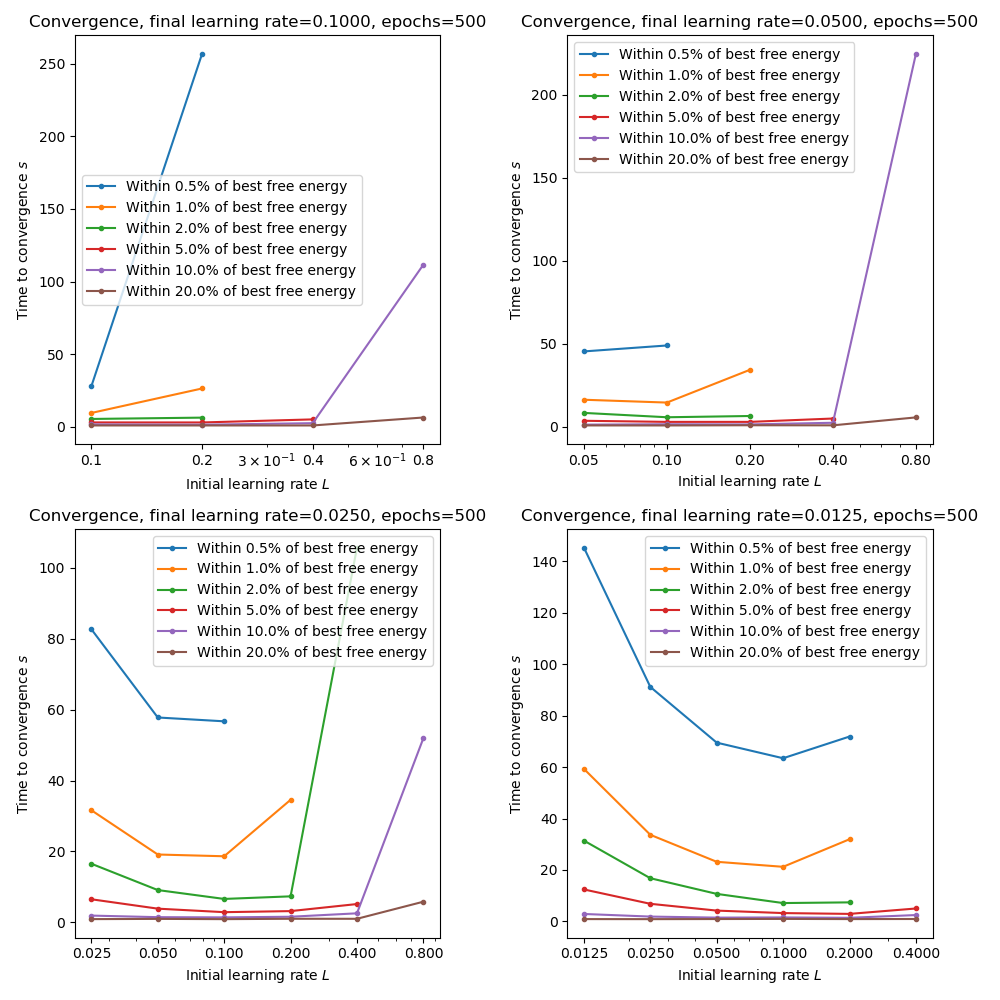 Convergence, final learning rate=0.1000, epochs=500
250
200
150
100
50
0
Time to convergence s
Within 0.5% of best free energy
Within 1.0% of best free energy
Within 2.0% of best free energy
Within 5.0% of best free energy
Within 10.0% of best free energy
Within 20.0% of best free energy
0.1 0.2 3 × 10⁻¹ 0.4 6 × 10⁻¹ 0.8
Initial learning rate L
Convergence, final learning rate=0.0500, epochs=500
200
150
100
50
0
Time to convergence s
Within 0.5% of best free energy
Within 1.0% of best free energy
Within 2.0% of best free energy
Within 5.0% of best free energy
Within 10.0% of best free energy
Within 20.0% of best free energy
0.05 0.10 0.20 0.40 0.80
Initial learning rate L
Convergence, final learning rate=0.0250, epochs=500
100
80
60
40
20
0
Time to convergence s
Within 0.5% of best free energy
Within 1.0% of best free energy
Within 2.0% of best free energy
Within 5.0% of best free energy
Within 10.0% of best free energy
Within 20.0% of best free energy
0.025 0.050 0.100 0.200 0.400 0.800
Initial learning rate L
Convergence, final learning rate=0.0125, epochs=500
140
120
100
80
60
40
20
0
Time to convergence s
Within 0.5% of best free energy
Within 1.0% of best free energy
Within 2.0% of best free energy
Within 5.0% of best free energy
Within 10.0% of best free energy
Within 20.0% of best free energy
0.0125 0.0250 0.0500 0.1000 0.2000 0.4000
Initial learning rate L